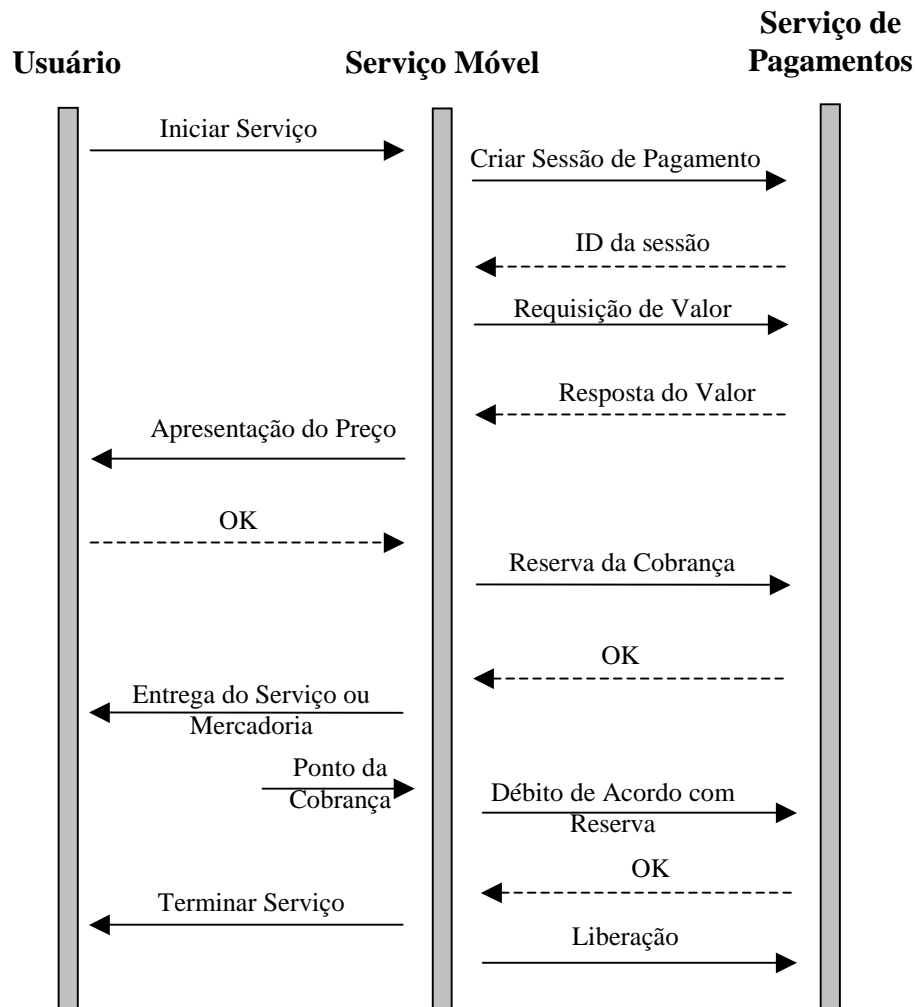 Serviço de
Pagamentos
Usuário
Serviço Móvel
Iniciar Serviço
Criar Sessão de Pagamento
ID da sessão
Requisição de Valor
Resposta do Valor
Apresentação do Preço
OK
Reserva da Cobrança
OK
Entrega do Serviço ou
Mercadoria
Ponto da
Cobrança
Débito de Acordo com
Reserva
OK
Terminar Serviço
Liberação